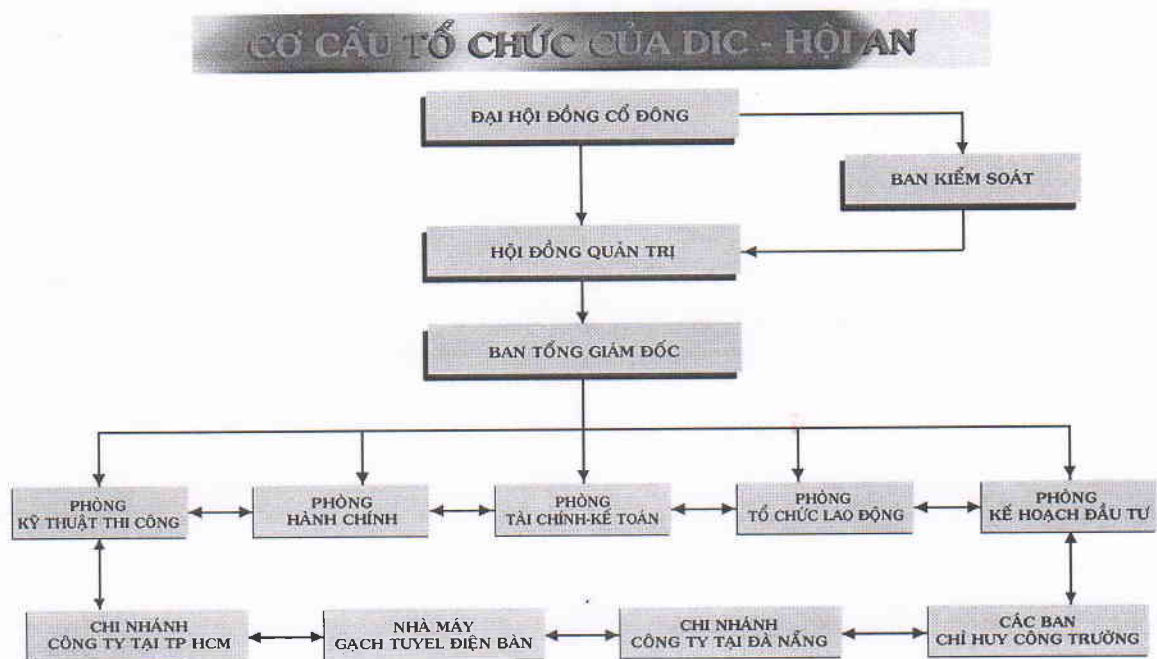 CƠ CẤU TỔ CHỨC CỦA DIC - HỘI AN
ĐẠI HỘI ĐỒNG CỔ ĐÔNG
BAN KIỂM SOÁT
HỘI ĐỒNG QUẢN TRỊ
BAN TỔNG GIÁM ĐỐC
PHÒNG
KỸ THUẬT THI CÔNG
PHÒNG
HÀNH CHÍNH
PHÒNG
TÀI CHÍNH-KẾ TOÁN
PHÒNG
TỔ CHỨC LAO ĐỘNG
PHÒNG
KẾ HOẠCH ĐẦU TƯ
CHI NHÁNH
CÔNG TY TẠI TP HCM
NHÀ MÁY
GẠCH TUYEL ĐIỆN BÀN
CHI NHÁNH
CÔNG TY TẠI ĐÀ NẴNG
CÁC BAN
CHỈ HUY CÔNG TRƯỜNG